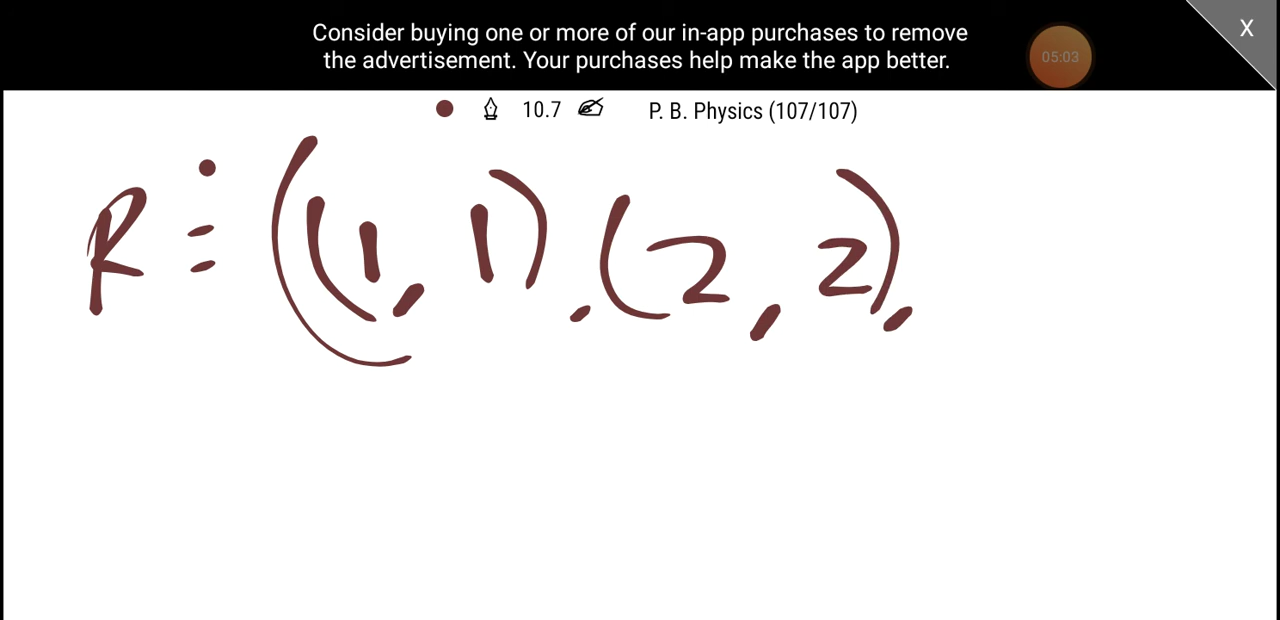 Consider buying one or more of our in-app purchases to remove
the advertisement. Your purchases help make the app better.
05:03
X
10.7 P. B. Physics (107/107)
R = ((1, 1), (2, 2),